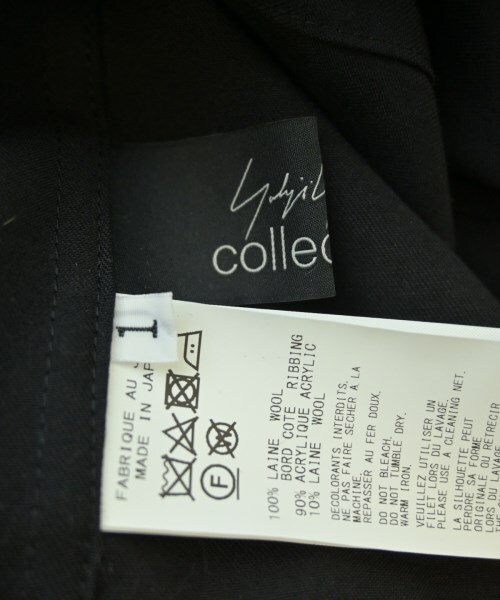 collec
1
FABRIQUE AU J
MADE IN JAP
F
W
100% LAINE WOOL
BORD COTE RIBBING
90% ACRYLIQUE ACRYLIC
10% LAINE WOOL
DECOLORANTS INTERDITS.
NE PAS FAIRE SECHER A LA
MACHINE.
REPASSER AU FER DOUX.
DO NOT BLEACH.
DO NOT TUMBLE DRY.
WARM IRON.
VEUILLEZ UTILISER UN
FILET LORS DU LAVAGE.
PLEASE USE A CLEANING NET.
LA SILHOUETTE PEUT
PERDRE SA FORME
ORIGINALE OU RETRECIR
LORS DU LAVAGE.